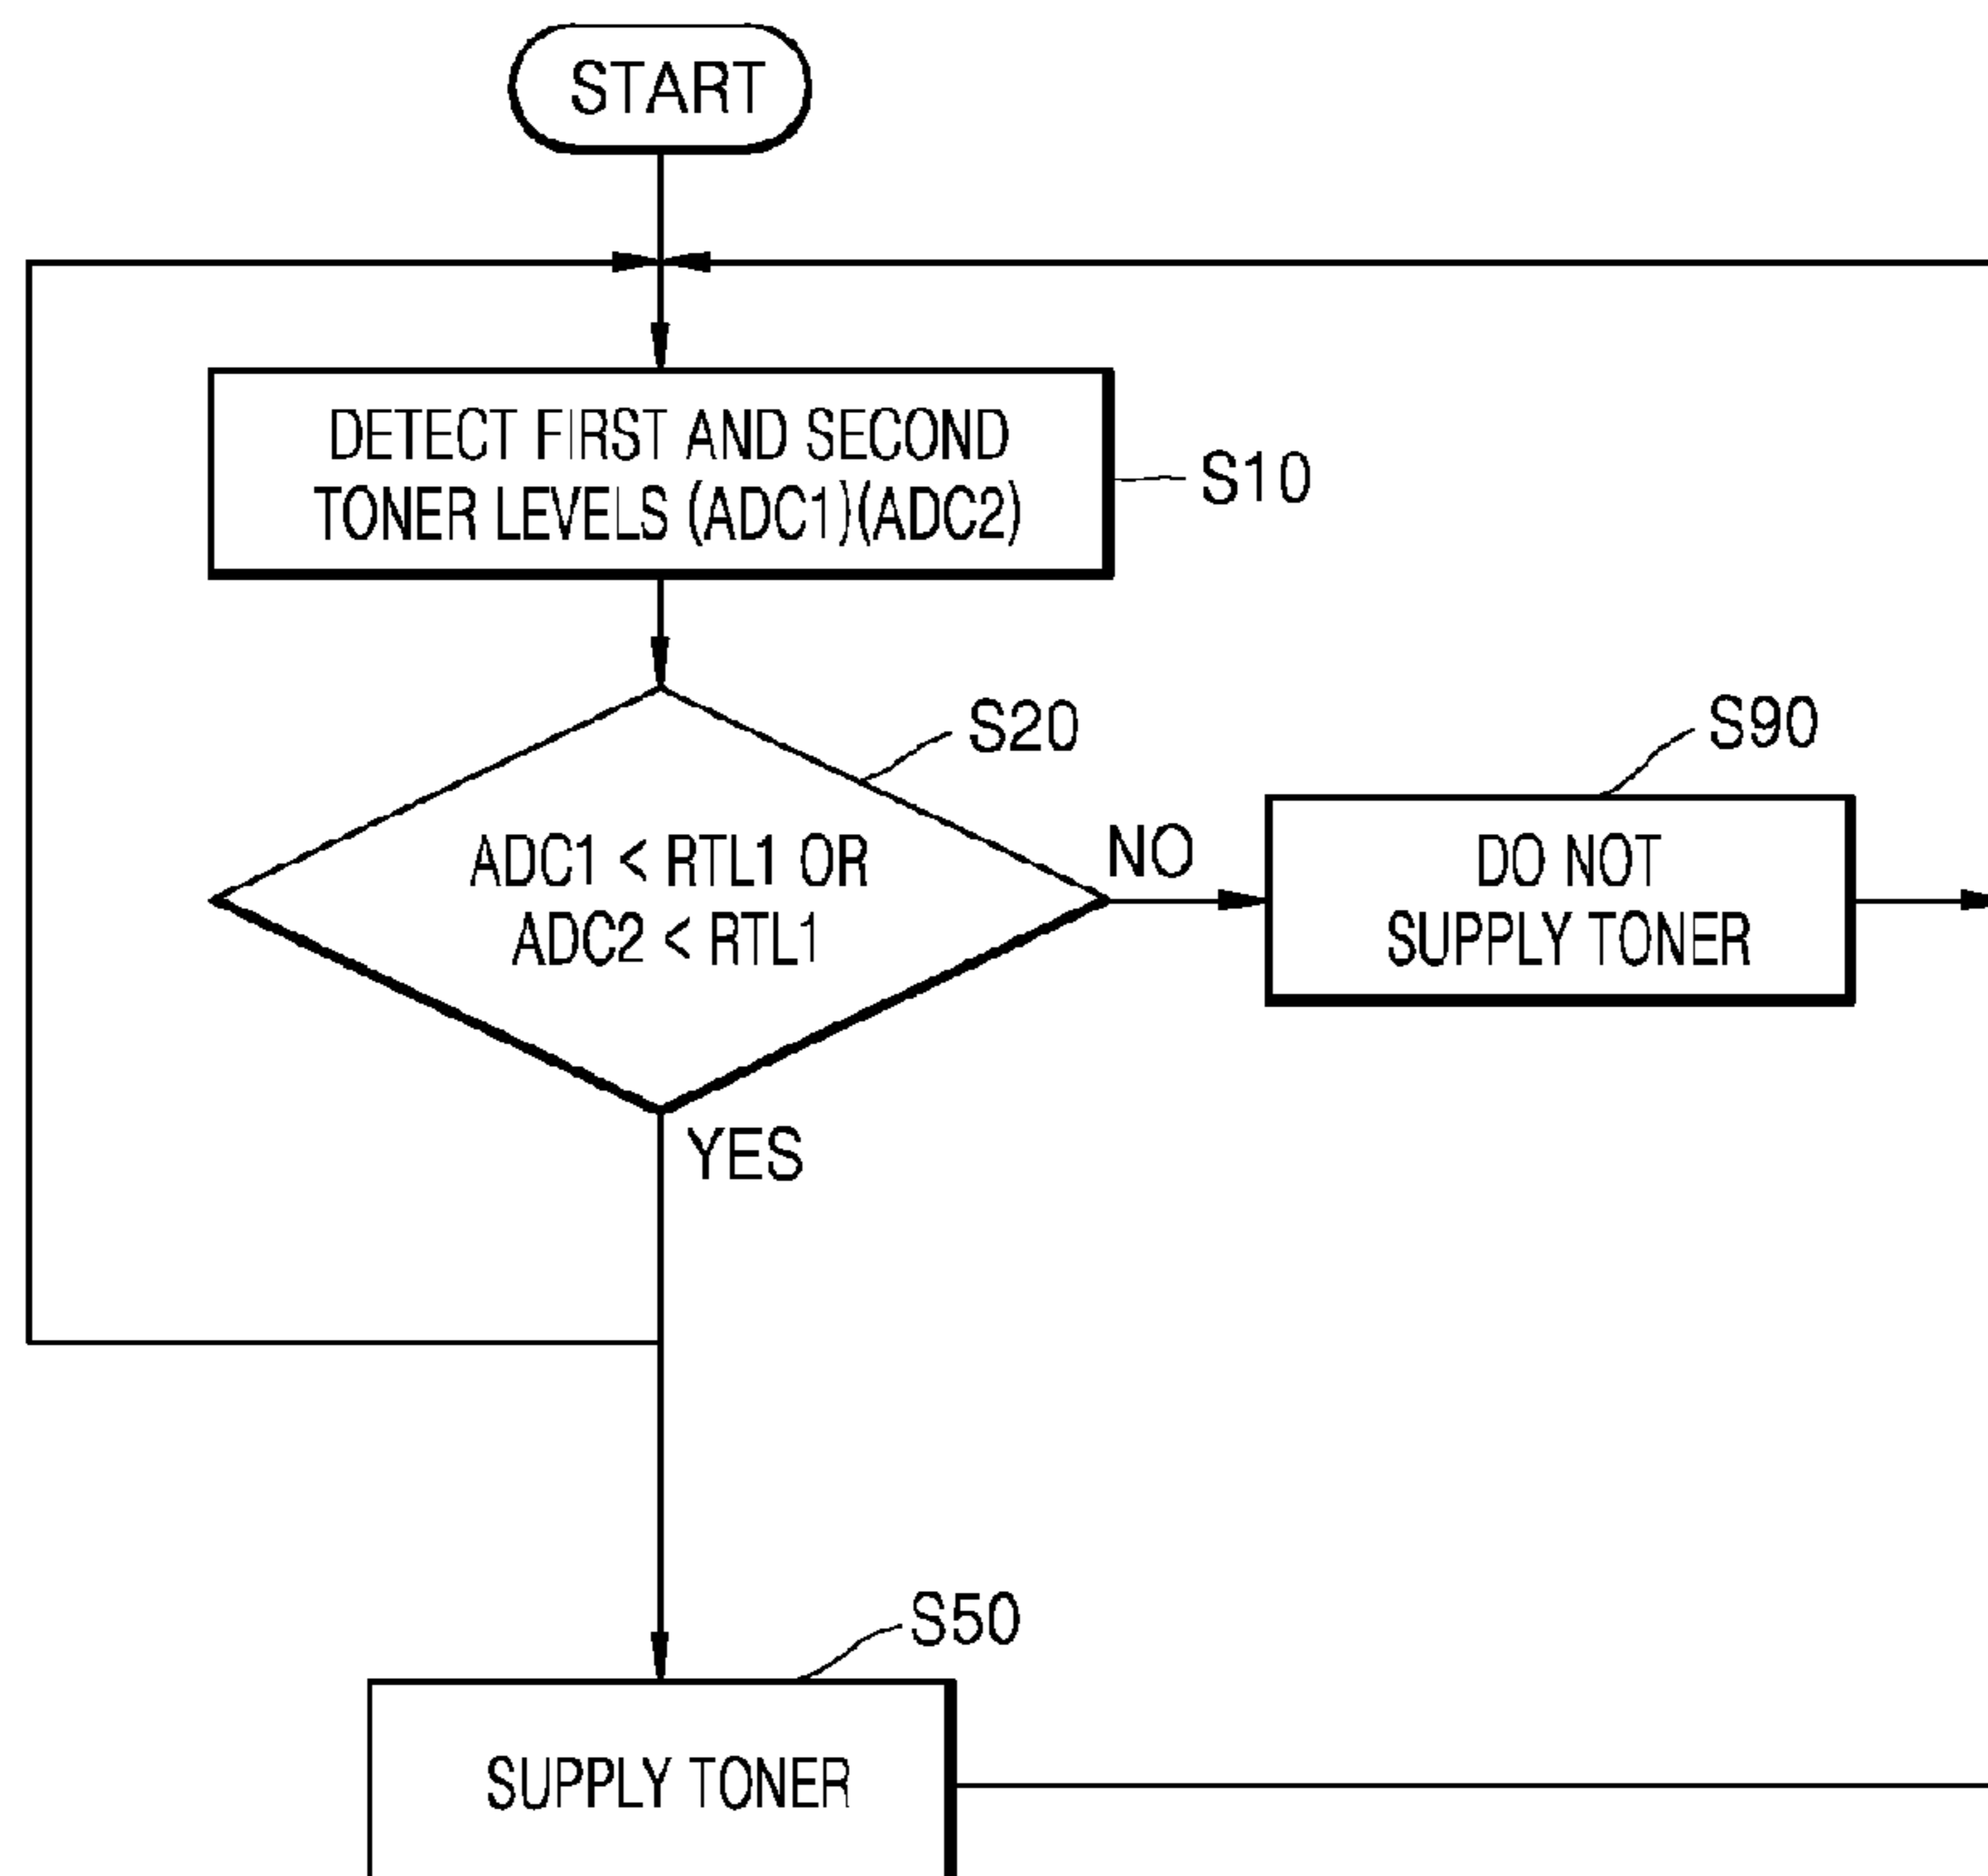 START
DETECT FIRST AND SECOND
TONER LEVELS (ADC1)(ADC2)
S10
S20
ADC1 < RTL1 OR
ADC2 < RTL1
NO
S90
DO NOT
SUPPLY TONER
YES
S50
SUPPLY TONER